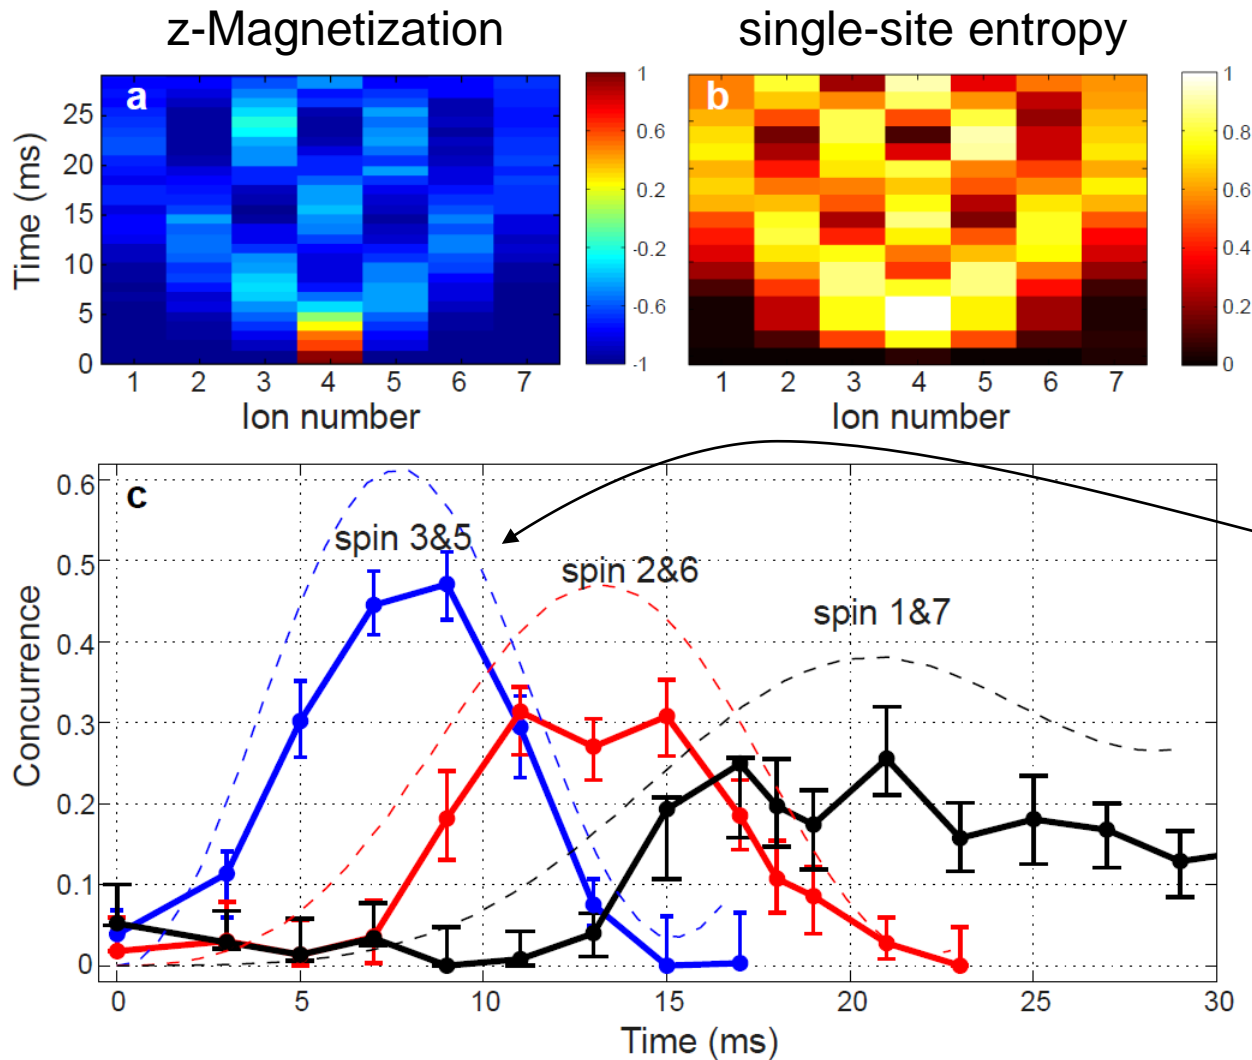 z-Magnetization
single-site entropy
a
b
Time (ms)
25
20
15
10
5
0
1 2 3 4 5 6 7
Ion number
1
0.6
0.2
-0.2
-0.6
-1
1 2 3 4 5 6 7
Ion number
1
0.8
0.6
0.4
0.2
0
c
Concurrence
0.6
0.5
0.4
0.3
0.2
0.1
0
spin 3&5
spin 2&6
spin 1&7
0 5 10 15 20 25 30
Time (ms)